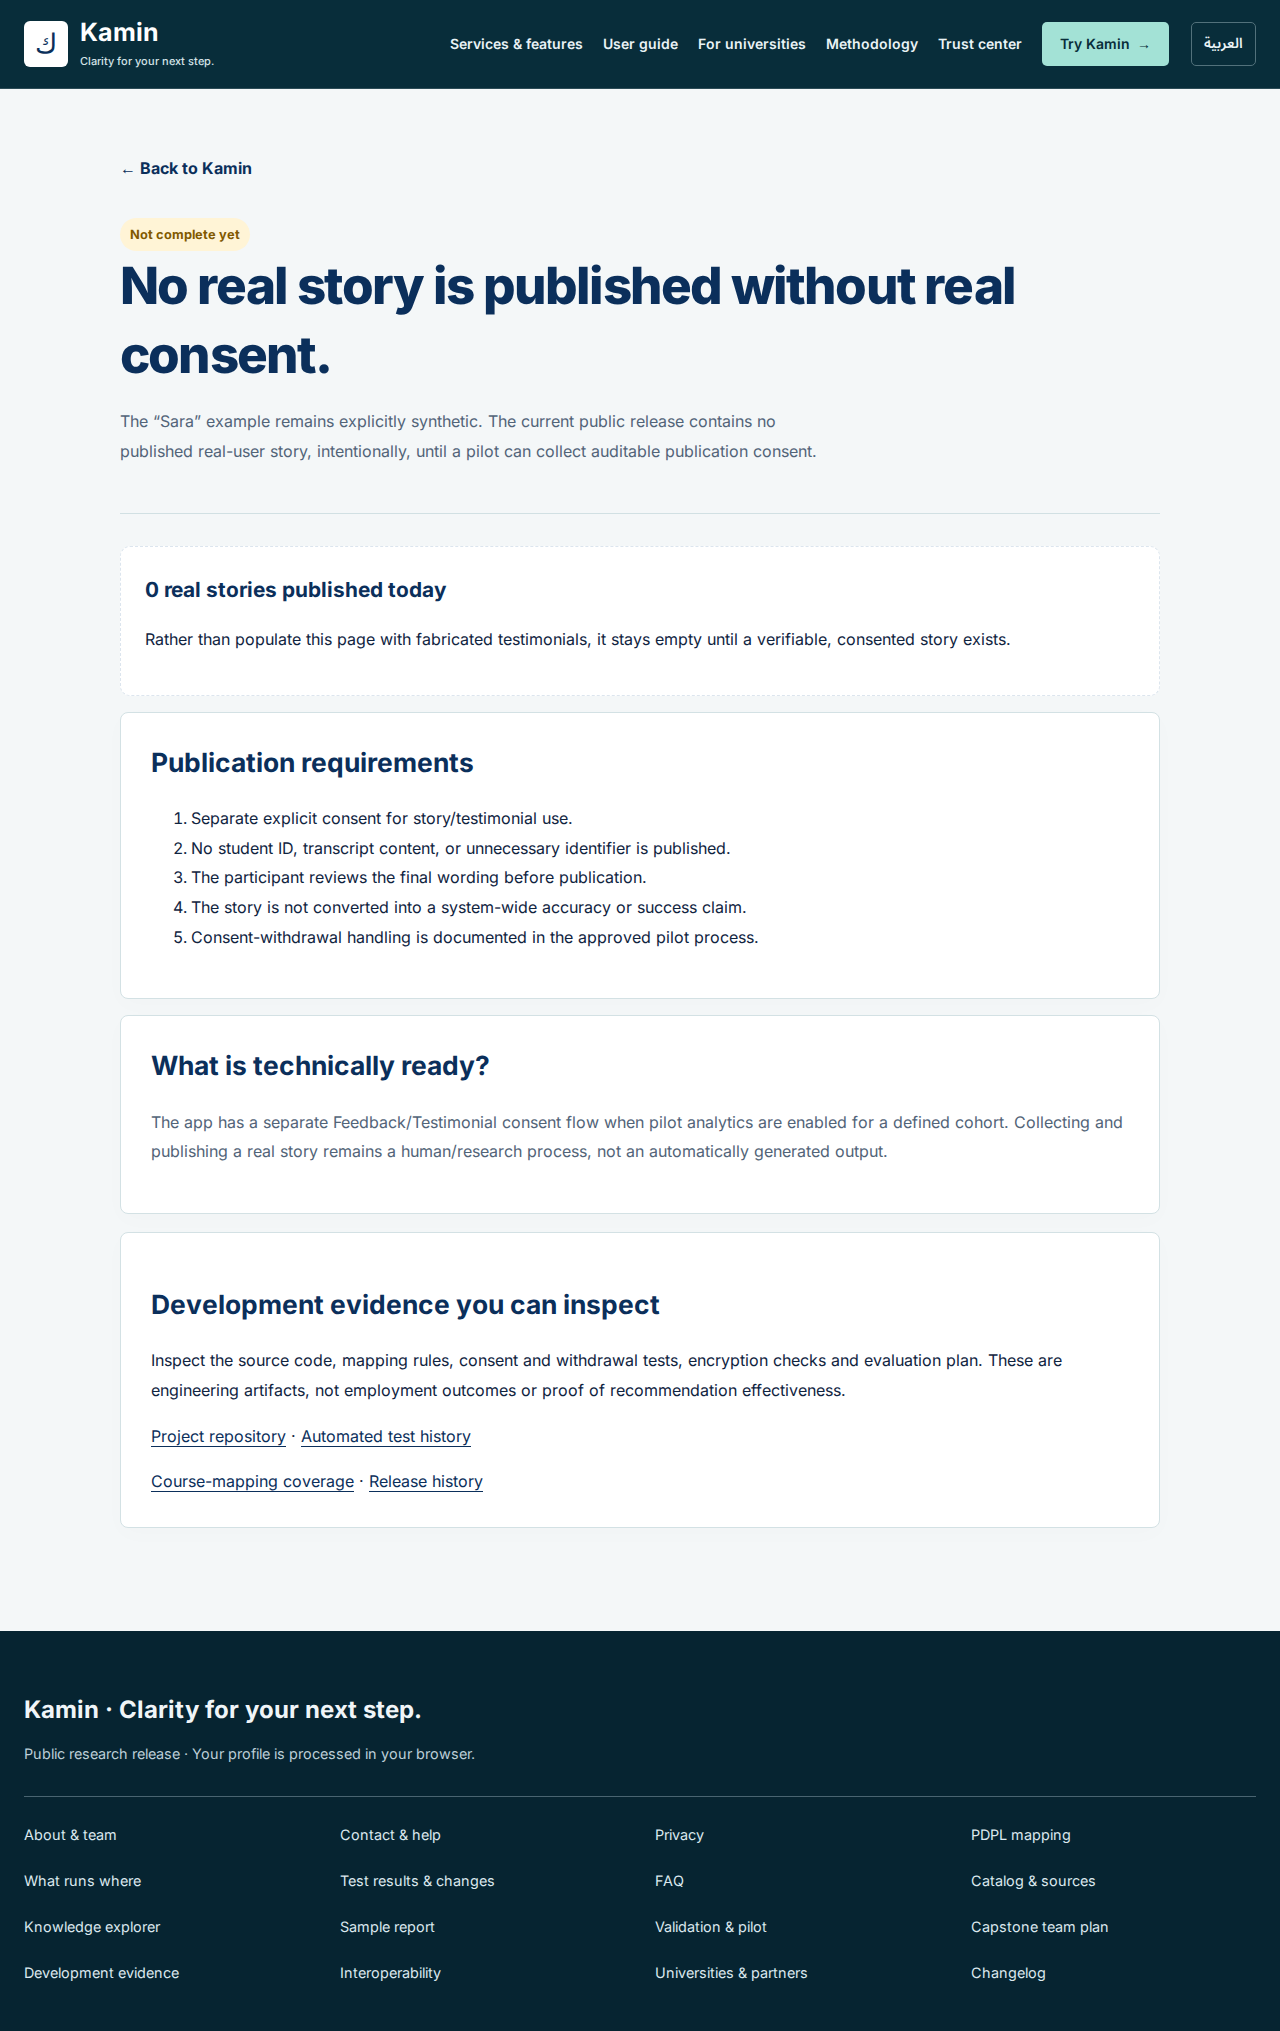 ك
Kamin
Clarity for your next step.
Services & features
User guide
For universities
Methodology
Trust center
Try Kamin →
العربية
← Back to Kamin
Not complete yet
No real story is published without real
consent.
The “Sara” example remains explicitly synthetic. The current public release contains no
published real-user story, intentionally, until a pilot can collect auditable publication consent.
0 real stories published today
Rather than populate this page with fabricated testimonials, it stays empty until a verifiable, consented story exists.
Publication requirements
1. Separate explicit consent for story/testimonial use.
2. No student ID, transcript content, or unnecessary identifier is published.
3. The participant reviews the final wording before publication.
4. The story is not converted into a system-wide accuracy or success claim.
5. Consent-withdrawal handling is documented in the approved pilot process.
What is technically ready?
The app has a separate Feedback/Testimonial consent flow when pilot analytics are enabled for a defined cohort. Collecting and
publishing a real story remains a human/research process, not an automatically generated output.
Development evidence you can inspect
Inspect the source code, mapping rules, consent and withdrawal tests, encryption checks and evaluation plan. These are
engineering artifacts, not employment outcomes or proof of recommendation effectiveness.
Project repository · Automated test history
Course-mapping coverage · Release history
Kamin · Clarity for your next step.
Public research release · Your profile is processed in your browser.
About & team
Contact & help
Privacy
PDPL mapping
What runs where
Test results & changes
FAQ
Catalog & sources
Knowledge explorer
Sample report
Validation & pilot
Capstone team plan
Development evidence
Interoperability
Universities & partners
Changelog